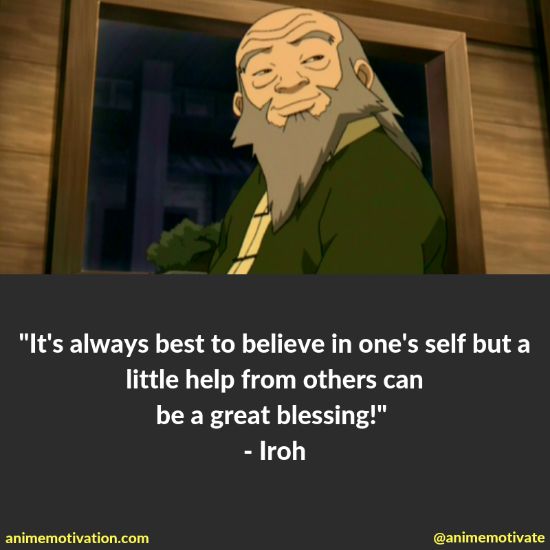 "It's always best to believe in one's self but a
little help from others can
be a great blessing!"
- Iroh
animemotivation.com
@animemotivate